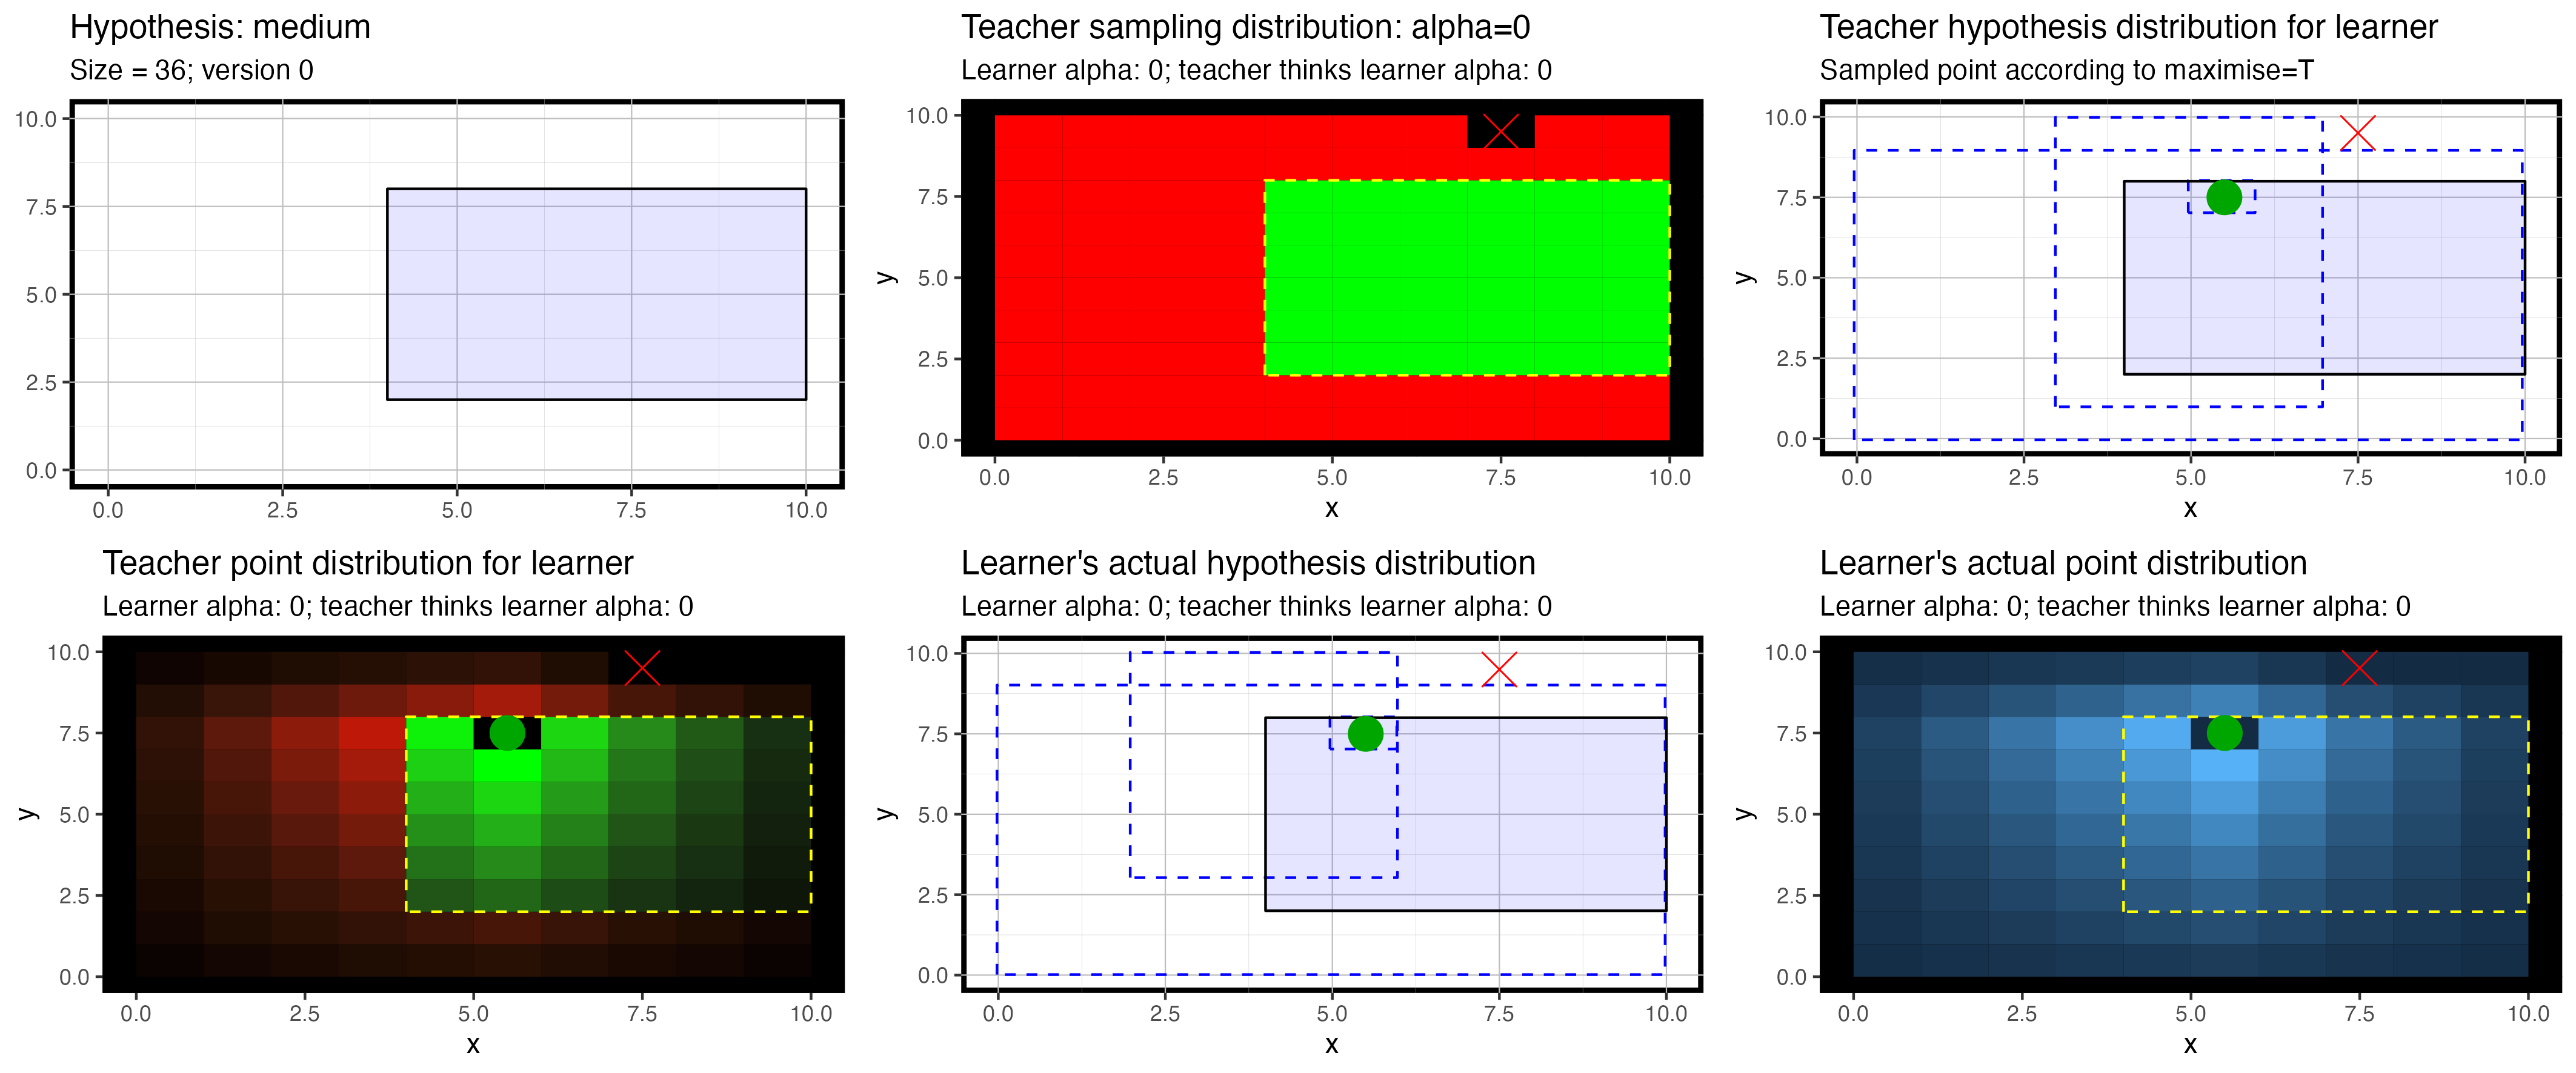 Hypothesis: medium
Size = 36; version 0
10.0
7.5
5.0
2.5
0.0
0.0 2.5 5.0 7.5 10.0
Teacher sampling distribution: alpha=0
Learner alpha: 0; teacher thinks learner alpha: 0
10.0
7.5
y
5.0
2.5
0.0
0.0 2.5 5.0 7.5 10.0
x
Teacher hypothesis distribution for learner
Sampled point according to maximise=T
10.0
7.5
y
5.0
2.5
0.0
0.0 2.5 5.0 7.5 10.0
x
Teacher point distribution for learner
Learner alpha: 0; teacher thinks learner alpha: 0
10.0
7.5
y
5.0
2.5
0.0
0.0 2.5 5.0 7.5 10.0
x
Learner's actual hypothesis distribution
Learner alpha: 0; teacher thinks learner alpha: 0
10.0
7.5
y
5.0
2.5
0.0
0.0 2.5 5.0 7.5 10.0
x
Learner's actual point distribution
Learner alpha: 0; teacher thinks learner alpha: 0
10.0
7.5
y
5.0
2.5
0.0
0.0 2.5 5.0 7.5 10.0
x